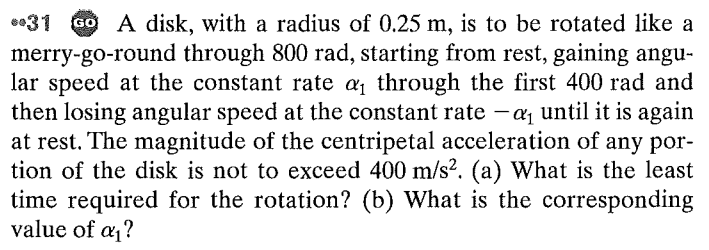 ••31 GO A disk, with a radius of 0.25 m, is to be rotated like a
merry-go-round through 800 rad, starting from rest, gaining angu-
lar speed at the constant rate α₁ through the first 400 rad and
then losing angular speed at the constant rate −α₁ until it is again
at rest. The magnitude of the centripetal acceleration of any por-
tion of the disk is not to exceed 400 m/s². (a) What is the least
time required for the rotation? (b) What is the corresponding
value of α₁?